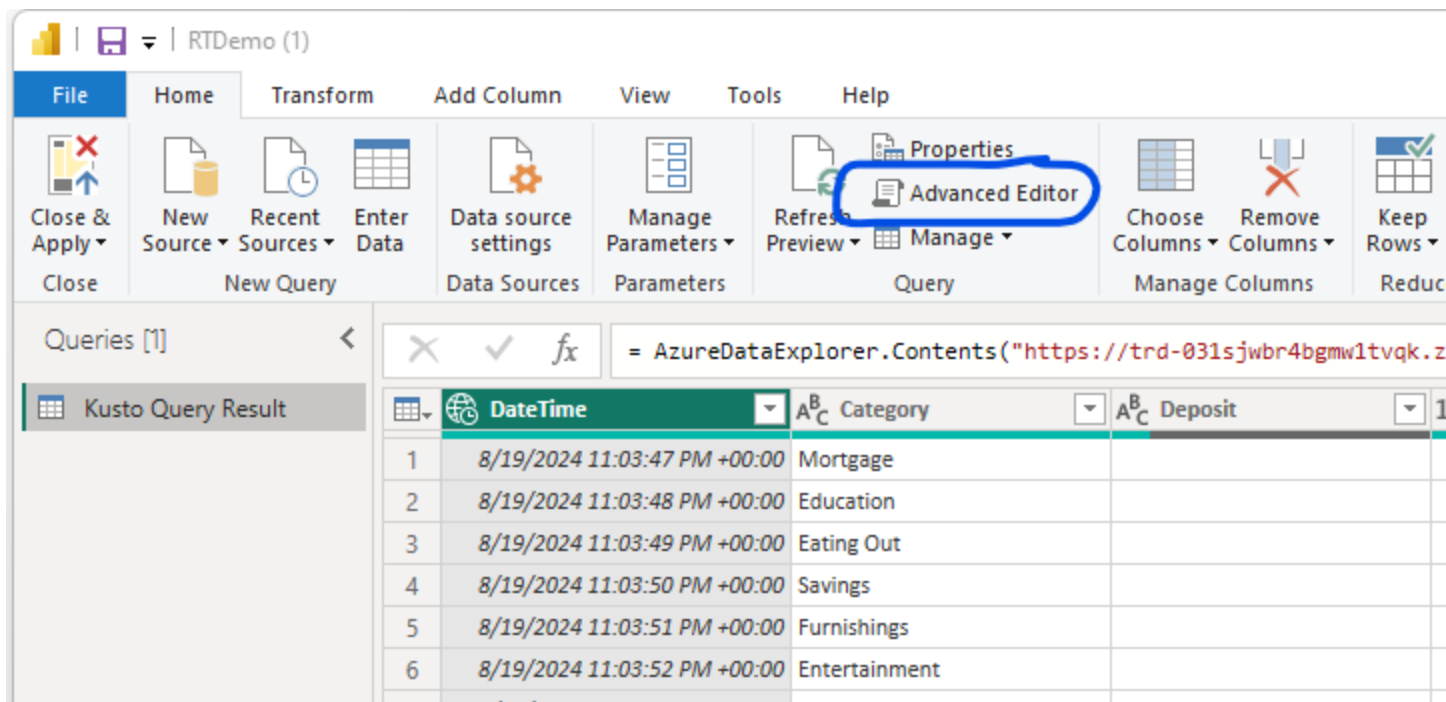 RTDemo (1)
File Home Transform Add Column View Tools Help
Properties
Advanced Editor
Close & New Recent Enter Data source Manage Refresh Choose Remove Keep
Apply Source Sources Data settings Parameters Preview Manage Columns Columns Rows
Close New Query Data Sources Parameters Query Manage Columns Reduc
Queries [1] fx = AzureDataExplorer.Contents("https://trd-031sjwbr4bgmw1tvqk.z
Kusto Query Result DateTime ABC Category ABC Deposit 1
1 8/19/2024 11:03:47 PM +00:00 Mortgage
2 8/19/2024 11:03:48 PM +00:00 Education
3 8/19/2024 11:03:49 PM +00:00 Eating Out
4 8/19/2024 11:03:50 PM +00:00 Savings
5 8/19/2024 11:03:51 PM +00:00 Furnishings
6 8/19/2024 11:03:52 PM +00:00 Entertainment